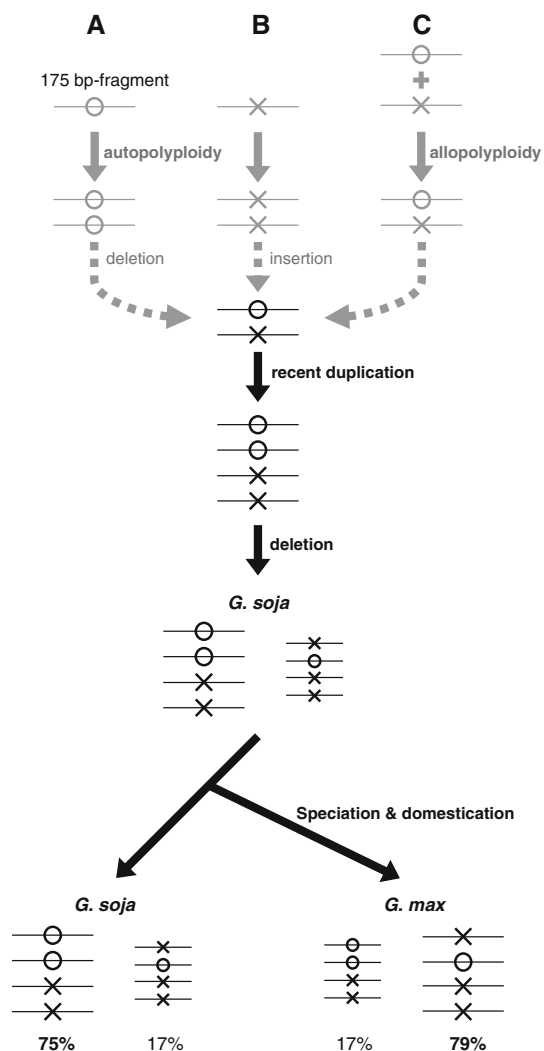 A B C
175 bp-fragment
autopolyploidy allopolyploidy
deletion insertion
recent duplication
deletion
G. soja
Speciation & domestication
G. soja G. max
75% 17% 17% 79%